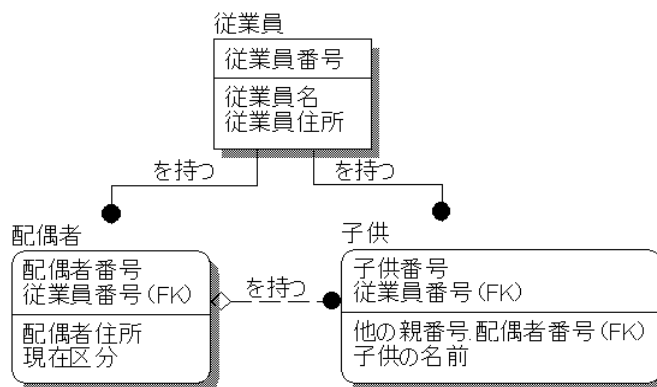 従業員
従業員番号
従業員名
従業員住所
を持つ
を持つ
配偶者
配偶者番号
従業員番号(FK)
配偶者住所
現在区分
を持つ
子供
子供番号
従業員番号(FK)
他の親番号.配偶者番号(FK)
子供の名前